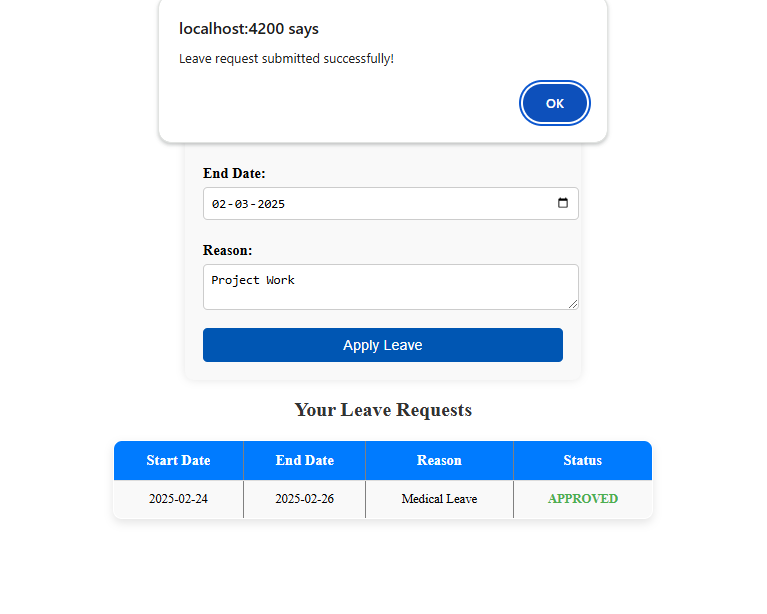 localhost:4200 says
Leave request submitted successfully!
OK
End Date:
02-03-2025
Reason:
Project Work
Apply Leave
Your Leave Requests
Start Date End Date Reason Status
2025-02-24 2025-02-26 Medical Leave APPROVED